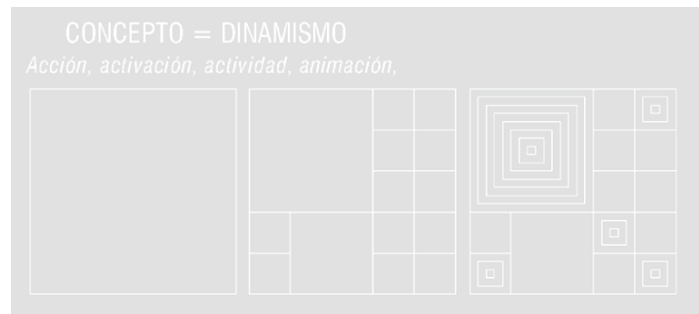 CONCEPTO = DINAMISMO
Acción, activación, actividad, animación,